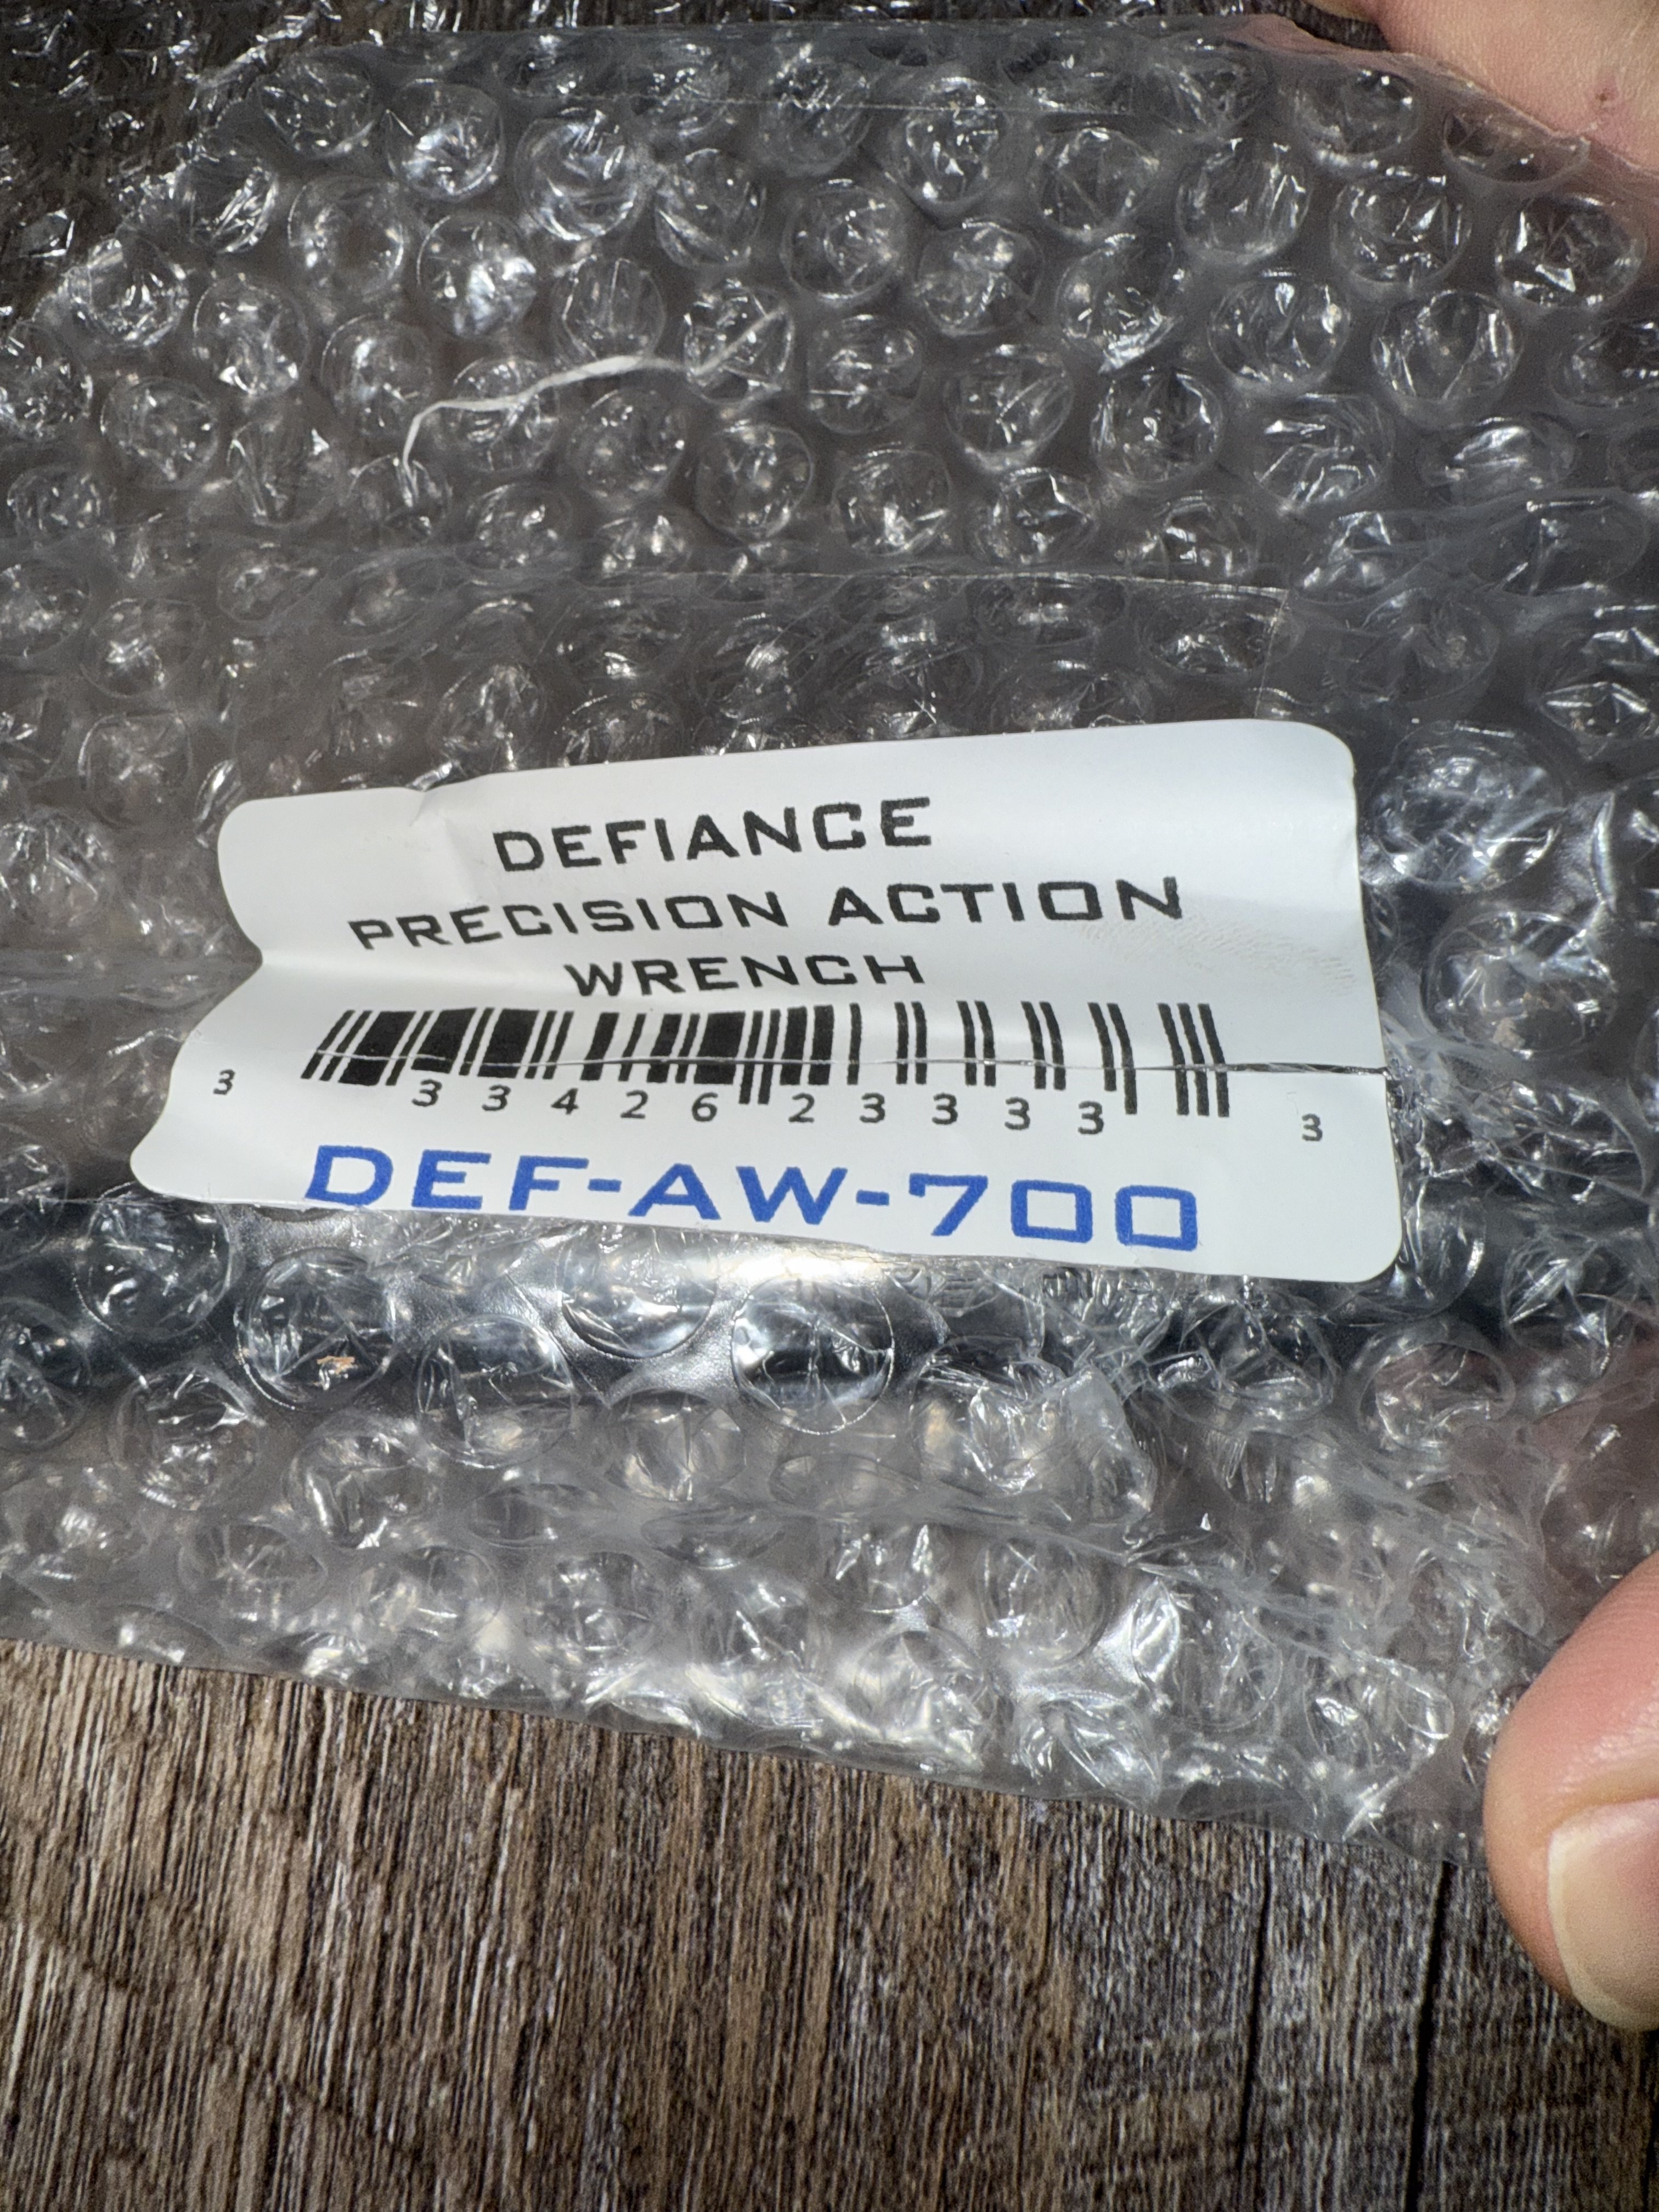 DEFIANCE
PRECISION ACTION
WRENCH
3 33426 23333 3
DEF-AW-700